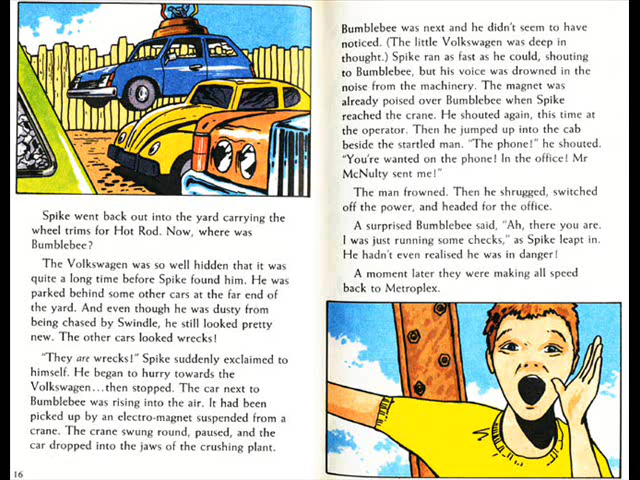 Spike went back out into the yard carrying the
wheel trims for Hot Rod. Now, where was
Bumblebee?
The Volkswagen was so well hidden that it was
quite a long time before Spike found him. He was
parked behind some other cars at the far end of
the yard. And even though he was dusty from
being chased by Swindle, he still looked pretty
new. The other cars looked wrecks!
"They are wrecks!" Spike suddenly exclaimed to
himself. He began to hurry towards the
Volkswagen...then stopped. The car next to
Bumblebee was rising into the air. It had been
picked up by an electro-magnet suspended from a
crane. The crane swung round, paused, and the
car dropped into the jaws of the crushing plant.
16
Bumblebee was next and he didn't seem to have
noticed. (The little Volkswagen was deep in
thought.) Spike ran as fast as he could, shouting
to Bumblebee, but his voice was drowned in the
noise from the machinery. The magnet was
already poised over Bumblebee when Spike
reached the crane. He shouted again, this time at
the operator. Then he jumped up into the cab
beside the startled man. "The phone!" he shouted.
"You're wanted on the phone! In the office! Mr
McNulty sent me!"
The man frowned. Then he shrugged, switched
off the power, and headed for the office.
A surprised Bumblebee said, "Ah, there you are.
I was just running some checks," as Spike leapt in.
He hadn't even realised he was in danger!
A moment later they were making all speed
back to Metroplex.